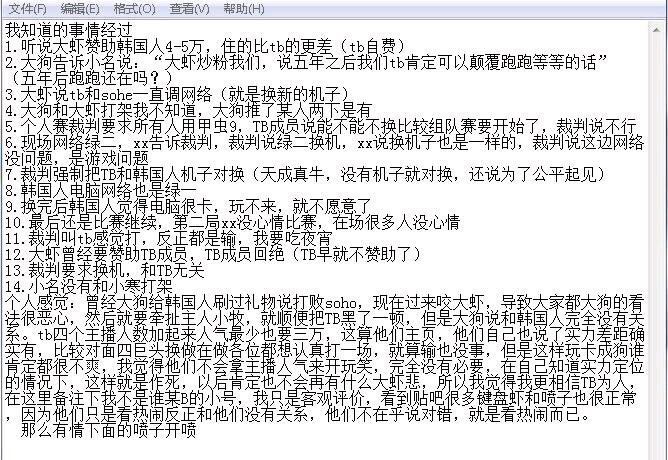 文件(F) 编辑(E) 格式(O) 查看(V) 帮助(H)
我知道的事情经过
1.听说大虾赞助韩国人4-5万，住的比tb的更差（tb自费）
2.大狗告诉小名说：“大虾炒粉我们，说五年之后我们tb肯定可以颠覆跑跑等等的话”
（五年后跑跑还在吗？）
3.大虾说tb和sohe一直调网络（就是换新的机子）
4.大狗和大虾打架我不知道，大狗推了某人两下是有
5.个人赛裁判要求所有人用甲虫9，TB成员说能不能不换比较组队赛要开始了，裁判说不行
6.现场网络绿二，xx告诉裁判，裁判说绿二换机，xx说换机子也是一样的，裁判说这边网络
没问题，是游戏问题
7.裁判强制把TB和韩国人机子对换（天成真牛，没有机子就对换，还说为了公平起见）
8.韩国人电脑网络也是绿一
9.换完后韩国人觉得电脑很卡，玩不来，就不愿意了
10.最后还是比赛继续，第二局xx没心情比赛，在场很多人没心情
11.裁判叫tb感觉打，反正都是输，我要吃夜宵
12.大虾曾经要赞助TB成员，TB成员回绝（TB早就不赞助了）
13.裁判要求换机，和TB无关
14.小名没有和小寒打架
个人感觉：曾经大狗给韩国人刷过礼物说打败soho，现在过来咬大虾，导致大家都大狗的看
法很恶心，然后就要牵扯主人小牧，就顺便把TB黑了一顿，但是大狗说和韩国人完全没有关
系。tb四个主播人数加起来人气最少也要三万，这算他们主页，他们自己也说了实力差距确
实有，比较对面四巨头换做在做各位都想认真打一场，就算输也没事，但是这样玩下成狗谁
肯定都很不爽，我觉得他们不会拿主播人气来开玩笑，完全没有必要，在自己知道实力定位
的情况下，这样就是作死，以后肯定也不会再有什么大虾悲，所以我觉得我更相信TB为人，
在这里备注下我不是谁某B的小号，我只是客观评价，看到贴吧很多键盘虾和喷子也很正常
，因为他们只是看热闹反正和他们没有关系，他们不在乎说对错，就是看热闹而已。
那么有情下面的喷子开喷